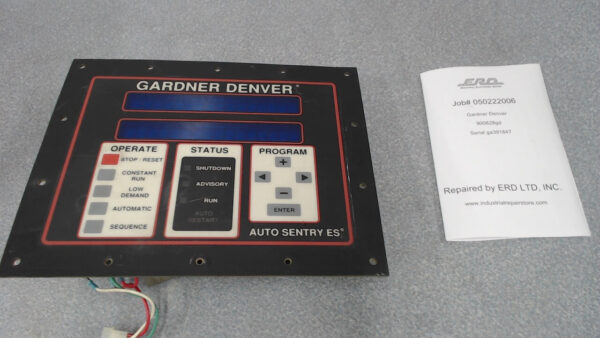 GARDNER DENVER
OPERATE
STOP / RESET
CONSTANT
RUN
LOW
DEMAND
AUTOMATIC
SEQUENCE
STATUS
SHUTDOWN
ADVISORY
RUN
AUTO
RESTART
PROGRAM
+
−
ENTER
AUTO SENTRY ES
ERD
Job# 050222006
Gardner Denver
Repaired by ERD LTD, INC.
www.industrialrepairstore.com